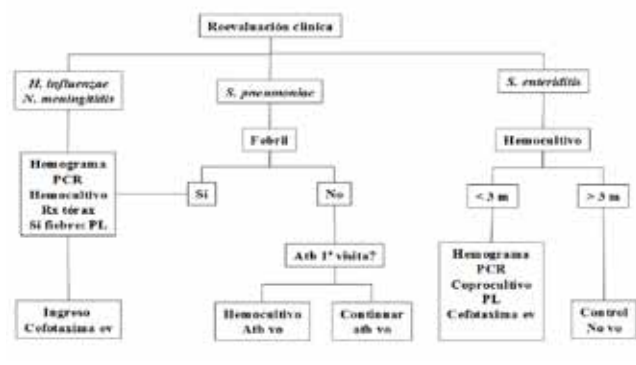 Reevaluación clínica
H. influenzae
N. meningitidis
S. pneumoniae
S. enteriditis
Febril
Hemocultivo
Hemograma
PCR
Hemocultivo
Rx tórax
Si fiebre: PL
Sí
No
< 3 m
> 3 m
Atb 1ª visita?
Hemograma
PCR
Coprocultivo
PL
Cefotaxima ev
Ingreso
Cefotaxima ev
Hemocultivo
Atb vo
Continuar
atb vo
Control
No vo